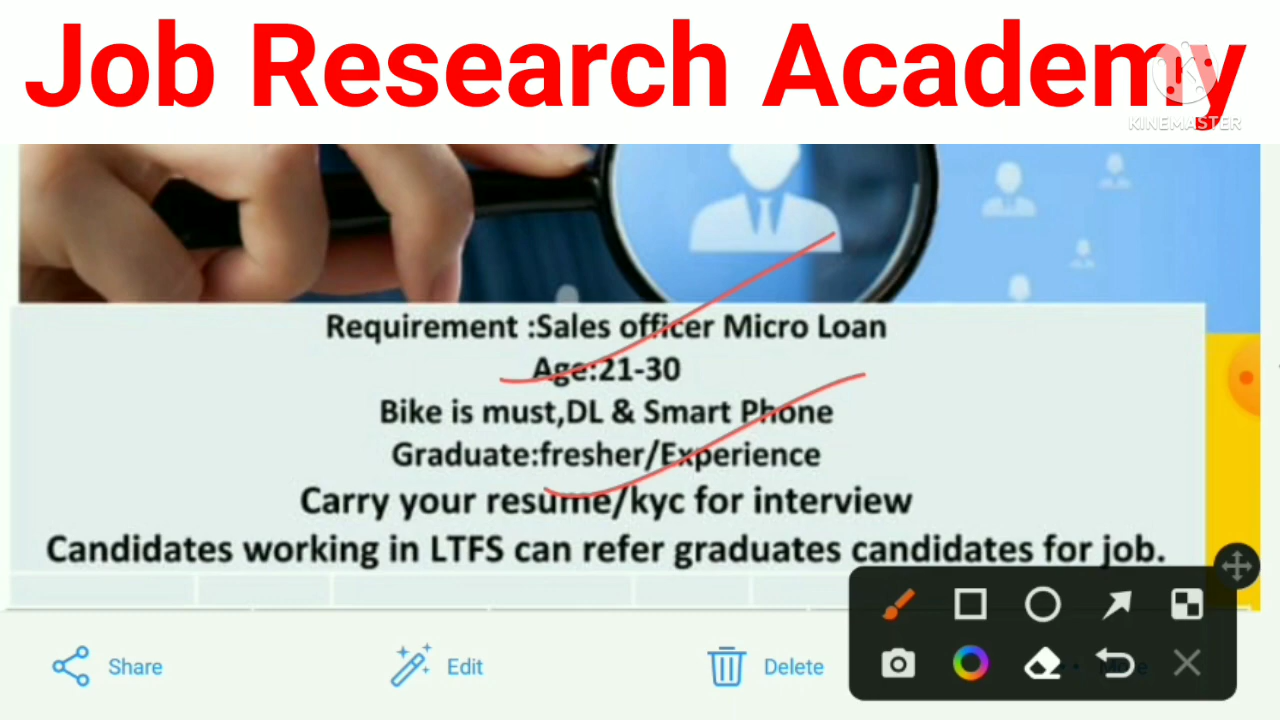 Job Research Academy
KINEMASTER
Requirement :Sales officer Micro Loan
Age:21-30
Bike is must,DL & Smart Phone
Graduate:fresher/Experience
Carry your resume/kyc for interview
Candidates working in LTFS can refer graduates candidates for job.
Share
Edit
Delete